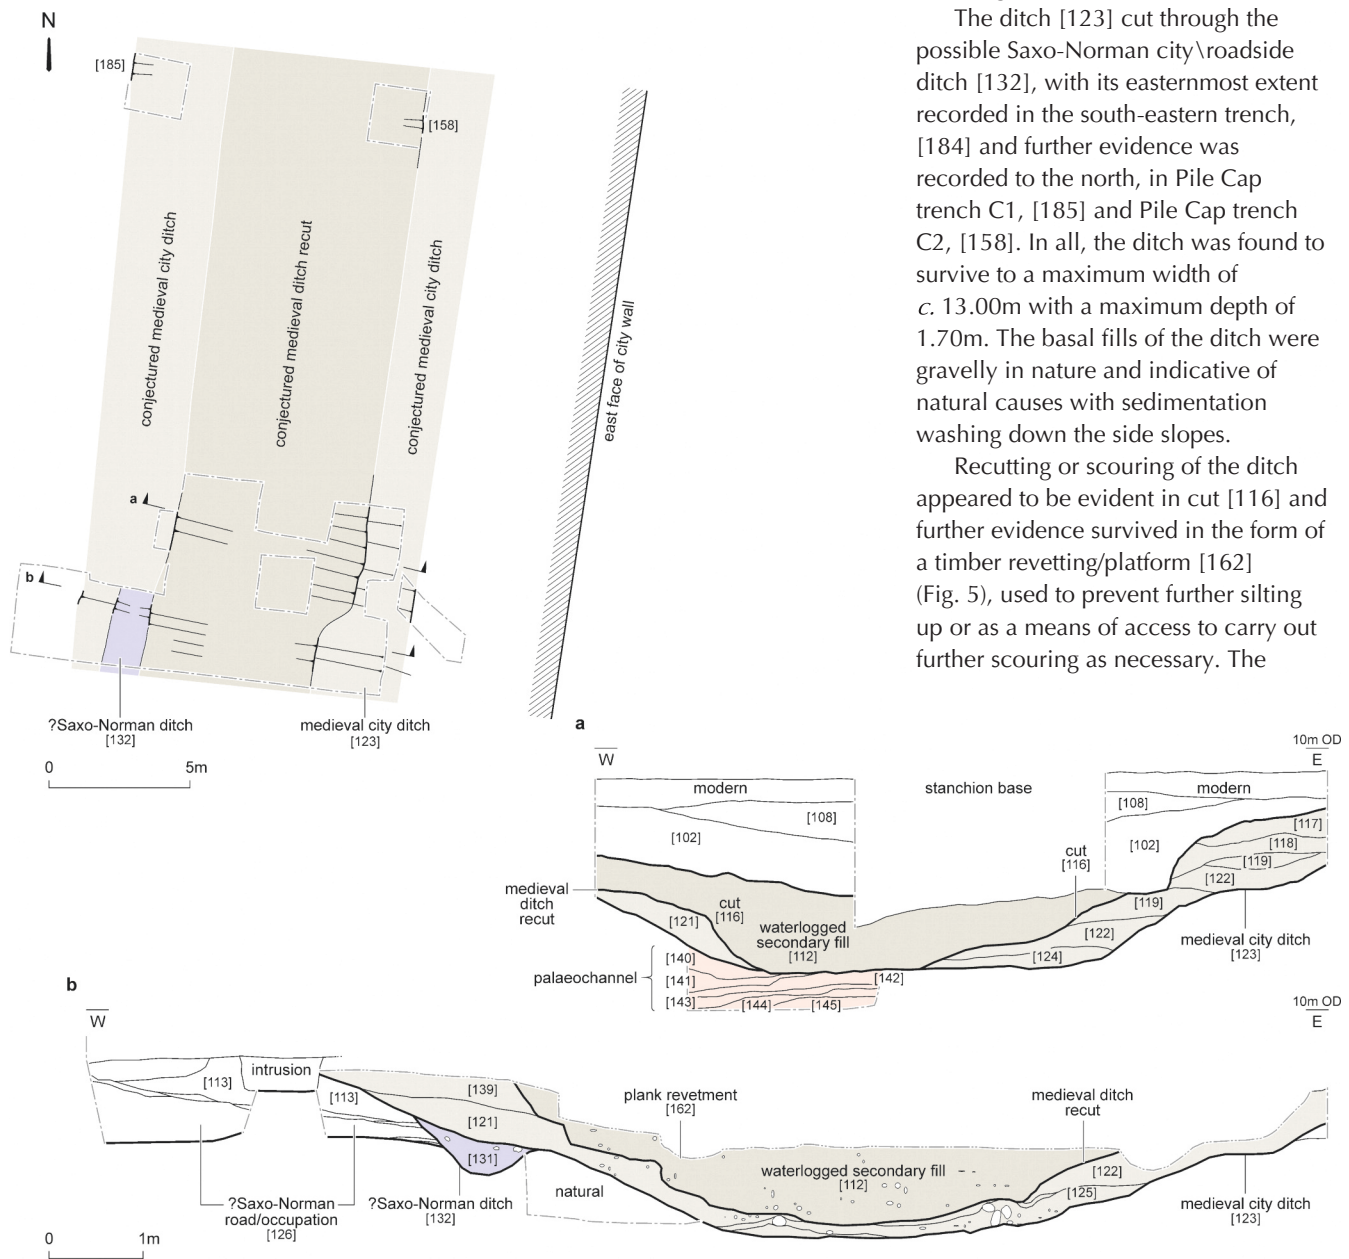 The ditch [123] cut through the
possible Saxo-Norman city\roadside
ditch [132], with its easternmost extent
recorded in the south-eastern trench,
[184] and further evidence was
recorded to the north, in Pile Cap
trench C1, [185] and Pile Cap trench
C2, [158]. In all, the ditch was found to
survive to a maximum width of
c. 13.00m with a maximum depth of
1.70m. The basal fills of the ditch were
gravelly in nature and indicative of
natural causes with sedimentation
washing down the side slopes.
Recutting or scouring of the ditch
appeared to be evident in cut [116] and
further evidence survived in the form of
a timber revetting/platform [162]
(Fig. 5), used to prevent further silting
up or as a means of access to carry out
further scouring as necessary. The
N
[185]
[158]
conjectured medieval city ditch
conjectured medieval ditch recut
conjectured medieval city ditch
east face of city wall
a
b
?Saxo-Norman ditch
[132]
medieval city ditch
[123]
0
5m
a
W
10m OD
E
modern
stanchion base
modern
[108]
[108]
[102]
[102]
[117]
[118]
[119]
[122]
cut
[116]
medieval
ditch
recut
cut
[116]
[121]
waterlogged
secondary fill
[112]
[119]
[122]
[124]
medieval city ditch
[123]
palaeochannel
[140]
[141]
[142]
[143]
[144]
[145]
b
W
10m OD
E
intrusion
[113]
[113]
[139]
[121]
[131]
plank revetment
[162]
medieval ditch
recut
waterlogged secondary fill
[112]
[122]
[125]
natural
?Saxo-Norman
road/occupation
[126]
?Saxo-Norman ditch
[132]
medieval city ditch
[123]
0
1m